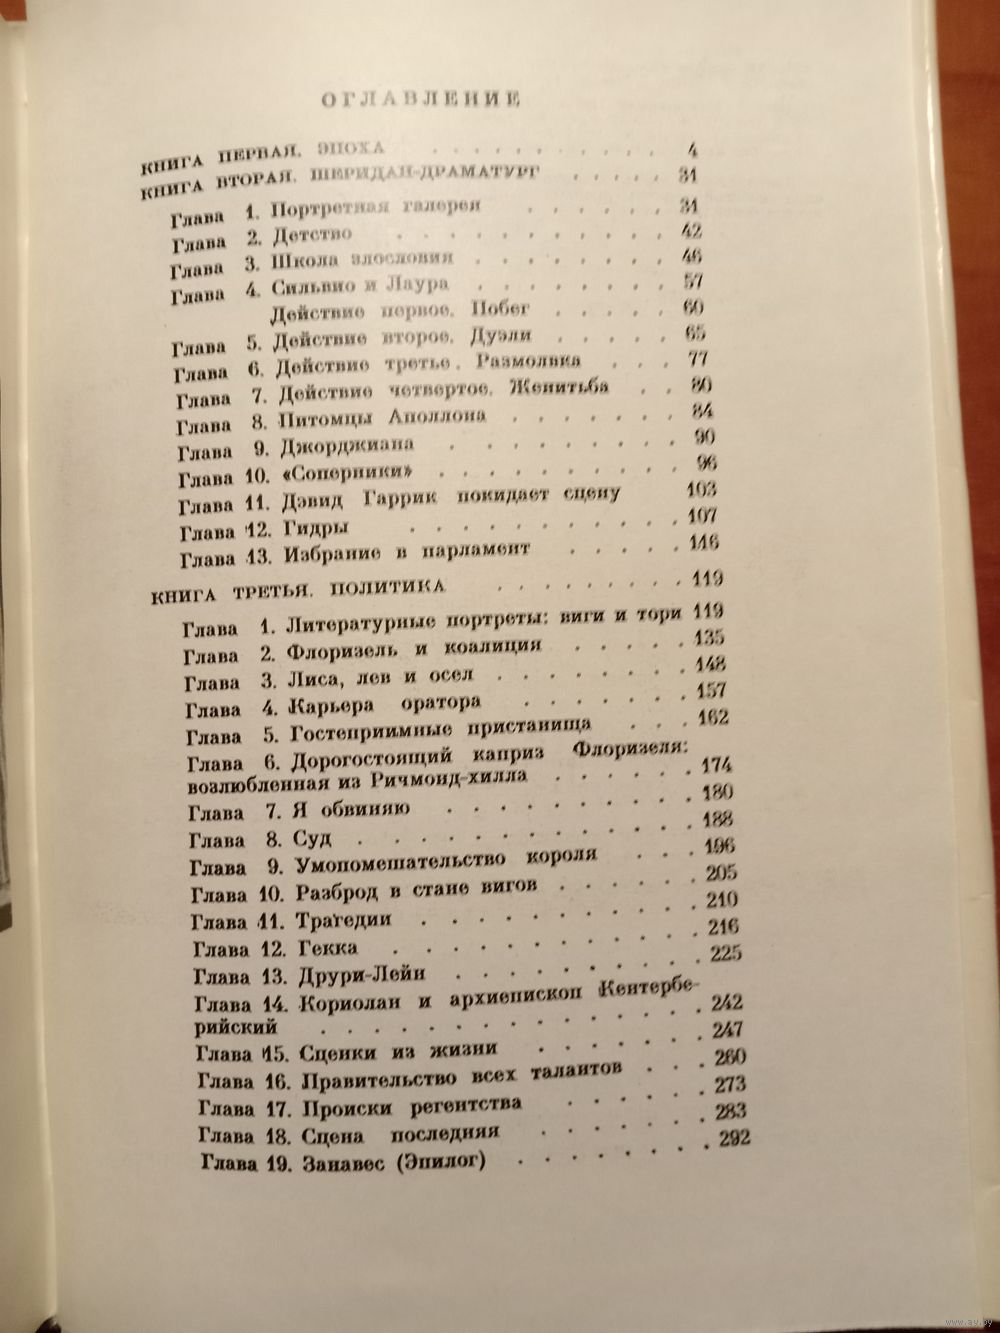 ОГЛАВЛЕНИЕ
КНИГА ПЕРВАЯ. ЭПОХА . . . . . . . . . . 4
КНИГА ВТОРАЯ. ШЕРИДАН-ДРАМАТУРГ . . . . . 31
Глава 1. Портретная галерея . . . . . . 31
Глава 2. Детство . . . . . . . . . . . 42
Глава 3. Школа злословия . . . . . . . . 46
Глава 4. Сильвио и Лаура . . . . . . . . 57
Действие первое. Побег . . . . . 60
Глава 5. Действие второе. Дуэли . . . . . 65
Глава 6. Действие третье. Размолвка . . . 77
Глава 7. Действие четвертое. Женитьба . . 80
Глава 8. Питомцы Аполлона . . . . . . . 84
Глава 9. Джорджиана . . . . . . . . . 90
Глава 10. «Соперники» . . . . . . . . . . 96
Глава 11. Дэвид Гаррик покидает сцену 103
Глава 12. Гидры . . . . . . . . . . . 107
Глава 13. Избрание в парламент . . . . . 116
КНИГА ТРЕТЬЯ. ПОЛИТИКА . . . . . . . . . 119
Глава 1. Литературные портреты: виги и тори 119
Глава 2. Флоризель и коалиция . . . . . 135
Глава 3. Лиса, лев и осел . . . . . . . . 148
Глава 4. Карьера оратора . . . . . . . 157
Глава 5. Гостеприимные пристанища . . . 162
Глава 6. Дорогостоящий каприз Флоризеля:
возлюбленная из Ричмонд-хилла . . . . . . 174
Глава 7. Я обвиняю . . . . . . . . . . 180
Глава 8. Суд . . . . . . . . . . . . . 188
Глава 9. Умопомешательство короля . . . 196
Глава 10. Разброд в стане вигов . . . . . . 205
Глава 11. Трагедии . . . . . . . . . . . 210
Глава 12. Гекка . . . . . . . . . . . . 216
Глава 13. Друри-Лейн . . . . . . . . . . 225
Глава 14. Кориолан и архиепископ Кентербе-
рийский . . . . . . . . . . . . . . . 242
Глава 15. Сценки из жизни . . . . . . . 247
Глава 16. Правительство всех талантов . . . 260
Глава 17. Происки регентства . . . . . . 273
Глава 18. Сцена последняя . . . . . . . 283
Глава 19. Занавес (Эпилог) . . . . . . . . 292
www.ay.by